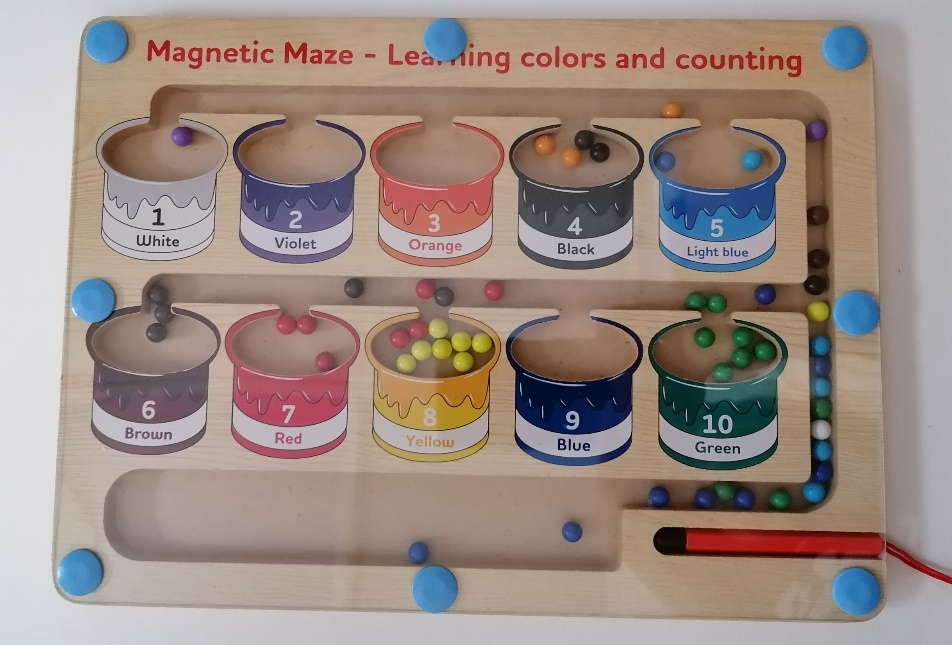 Magnetic Maze - Learning colors and counting
1
White
2
Violet
3
Orange
4
Black
5
Light blue
6
Brown
7
Red
8
Yellow
9
Blue
10
Green